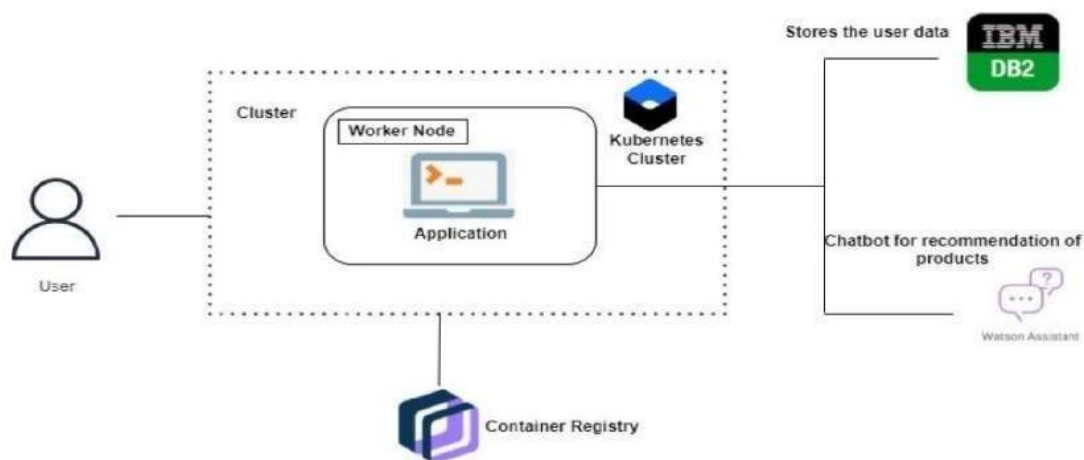 Stores the user data
IBM
DB2
Cluster
Worker Node
Kubernetes
Cluster
Application
User
Chatbot for recommendation of
products
Watson Assistant
Container Registry